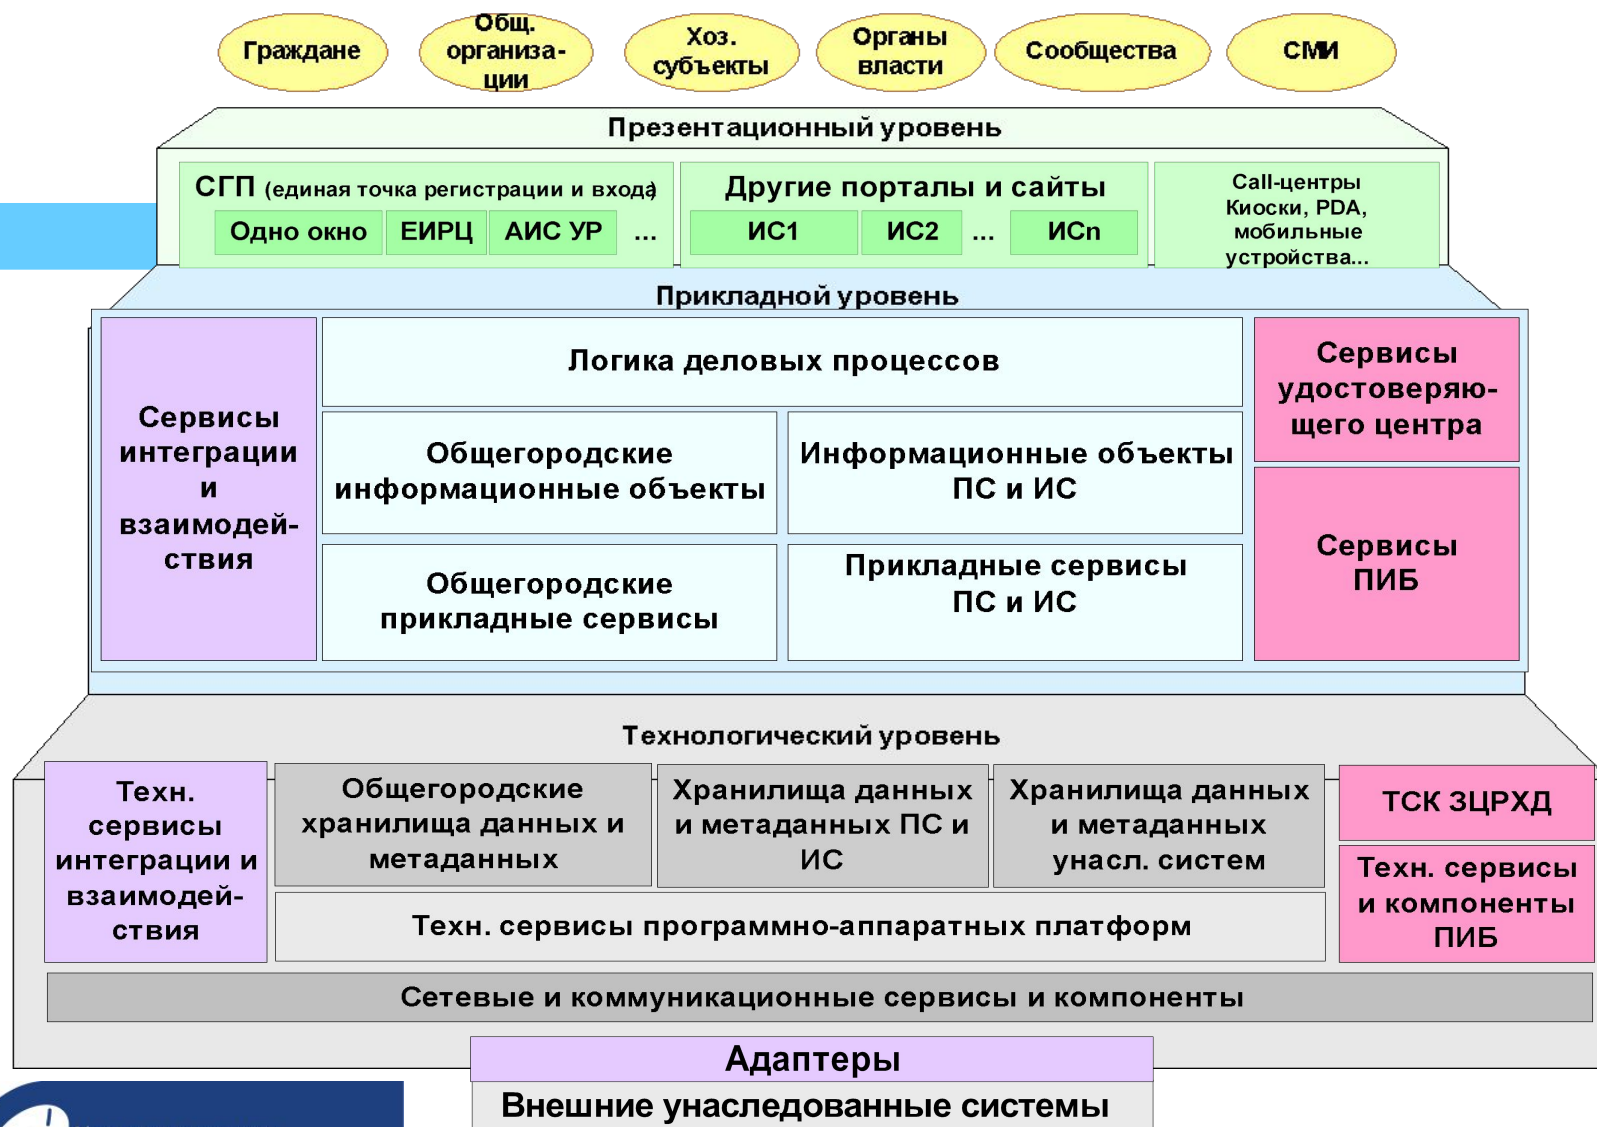 Граждане
Общ.
организа-
ции
Хоз.
субъекты
Органы
власти
Сообщества
СМИ
Презентационный уровень
СГП (единая точка регистрации и входа)
Одно окно
ЕИРЦ
АИС УР
...
Другие порталы и сайты
ИС1
ИС2
...
ИСn
Call-центры
Киоски, PDA,
мобильные
устройства...
Прикладной уровень
Сервисы
интеграции
и
взаимодей-
ствия
Логика деловых процессов
Общегородские
информационные объекты
Информационные объекты
ПС и ИС
Общегородские
прикладные сервисы
Прикладные сервисы
ПС и ИС
Сервисы
удостоверяю-
щего центра
Сервисы
ПИБ
Технологический уровень
Техн.
сервисы
интеграции и
взаимодей-
ствия
Общегородские
хранилища данных и
метаданных
Хранилища данных
и метаданных ПС и
ИС
Хранилища данных
и метаданных
унасл. систем
ТСК ЗЦРХД
Техн. сервисы
и компоненты
ПИБ
Техн. сервисы программно-аппаратных платформ
Сетевые и коммуникационные сервисы и компоненты
Адаптеры
Внешние унаследованные системы